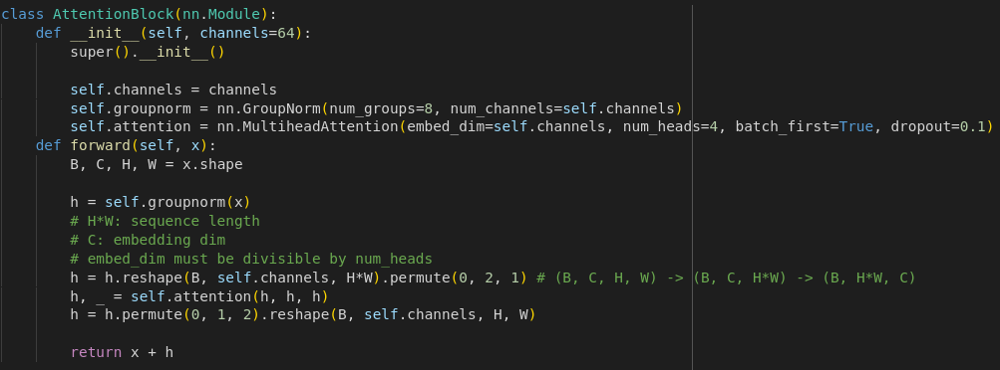 class AttentionBlock(nn.Module):
    def __init__(self, channels=64):
        super().__init__()

        self.channels = channels
        self.groupnorm = nn.GroupNorm(num_groups=8, num_channels=self.channels)
        self.attention = nn.MultiheadAttention(embed_dim=self.channels, num_heads=4, batch_first=True, dropout=0.1)
    def forward(self, x):
        B, C, H, W = x.shape

        h = self.groupnorm(x)
        # H*W: sequence length
        # C: embedding dim
        # embed_dim must be divisible by num_heads
        h = h.reshape(B, self.channels, H*W).permute(0, 2, 1) # (B, C, H, W) -> (B, C, H*W) -> (B, H*W, C)
        h, _ = self.attention(h, h, h)
        h = h.permute(0, 1, 2).reshape(B, self.channels, H, W)

        return x + h